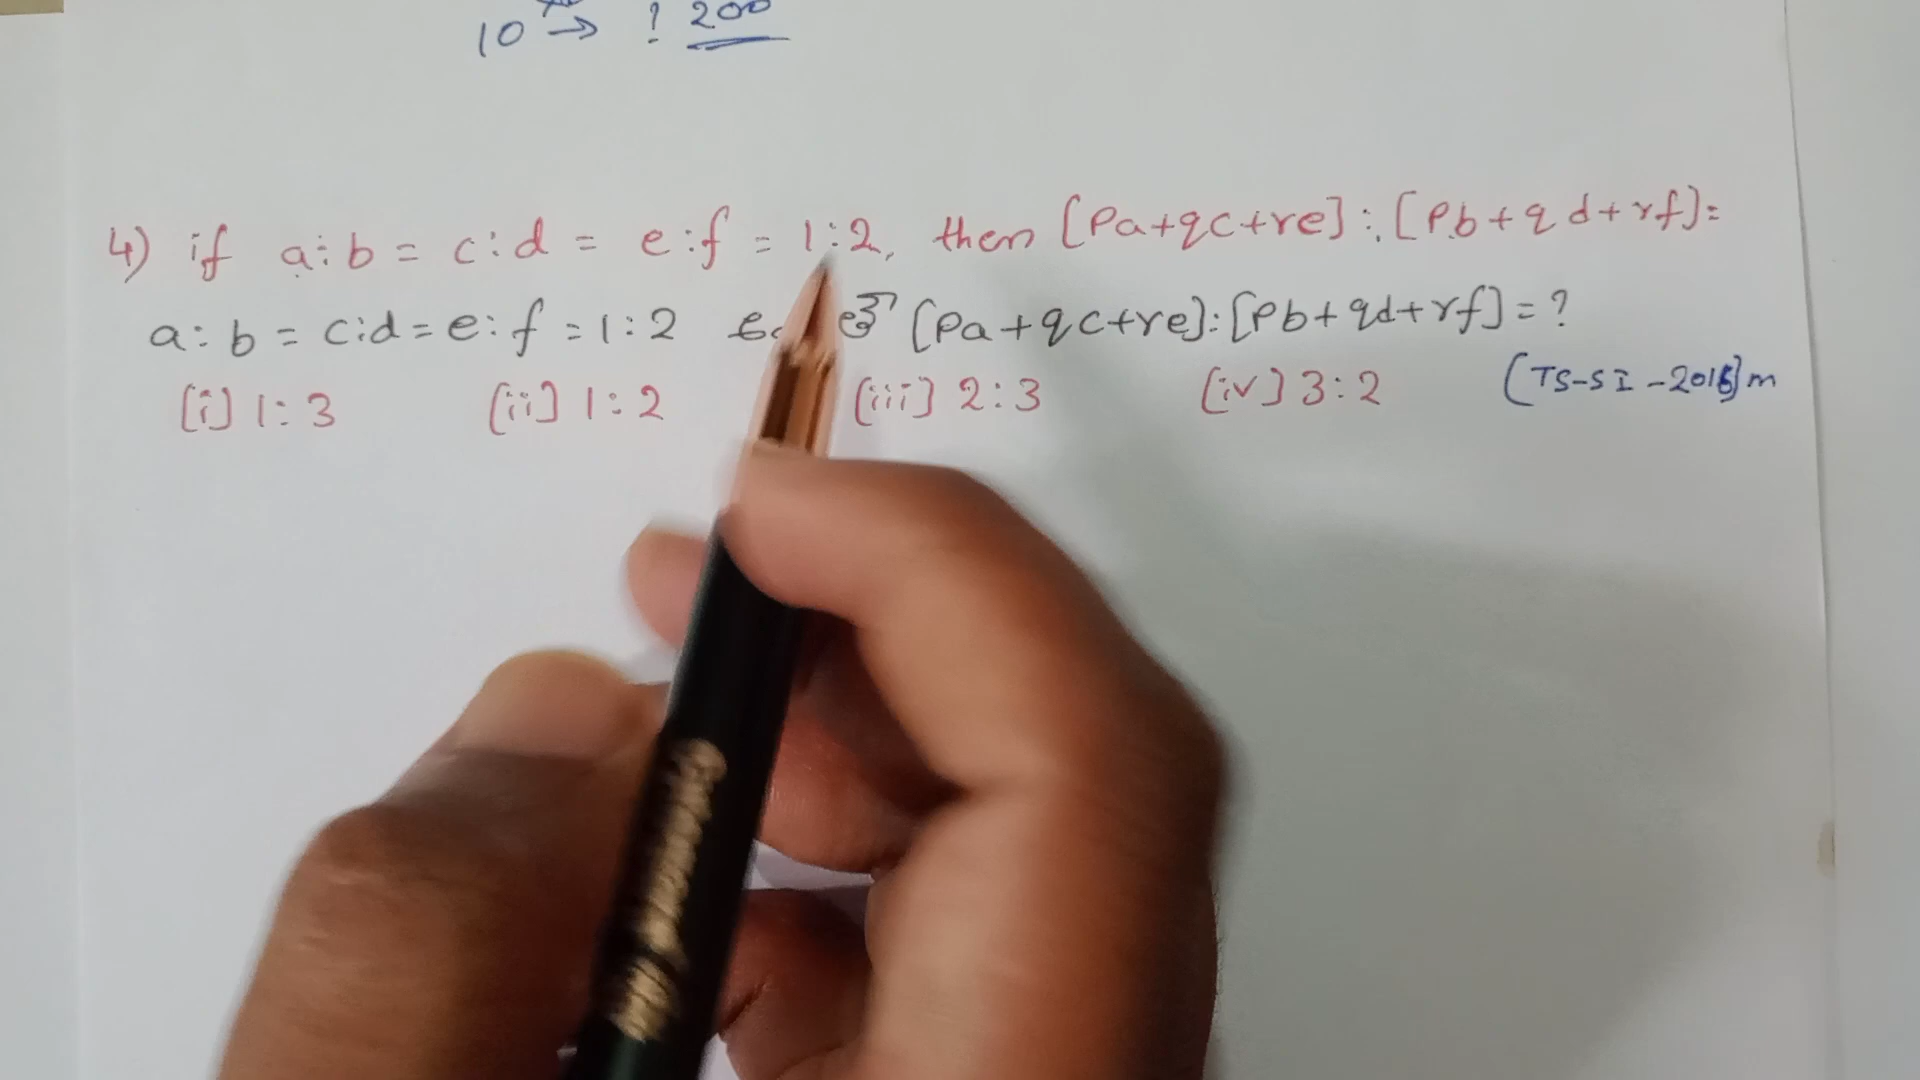 10 → ? 200
4) if a:b = c:d = e:f = 1:2, then [Pa+qc+re]:[Pb+qd+rf]=
a:b = c:d = e:f = 1:2 [Pa+qc+re]:[Pb+qd+rf]=?
[i] 1:3 [ii] 1:2 [iii] 2:3 [iv] 3:2 [TS-SI-2016]m